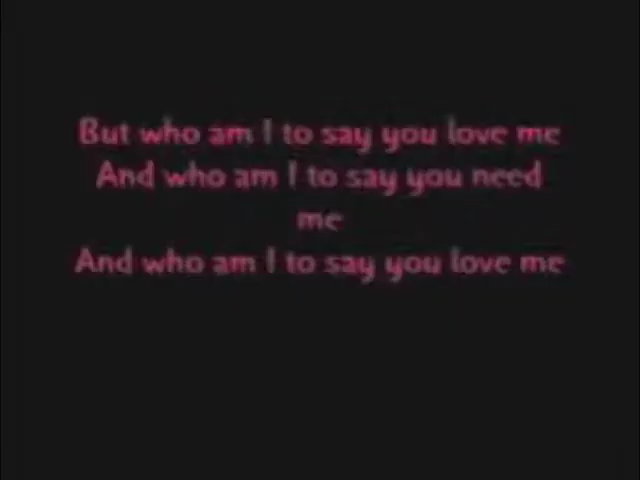 But who am I to say you love me
And who am I to say you need
me
And who am I to say you love me